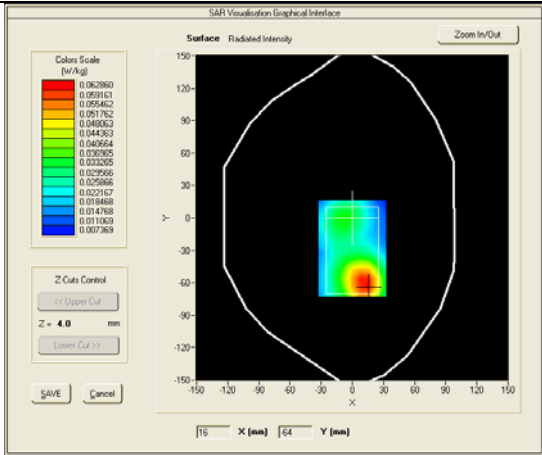 SAR Visualisation Graphical Interface
Surface Radiated Intensity
Zoom In/Out
Colors Scale
(W/kg)
0.062860
0.059161
0.055462
0.051762
0.048063
0.044363
0.040664
0.036965
0.033265
0.029566
0.025866
0.022167
0.018468
0.014768
0.011069
0.007369
Z-Cuts Control
<< Upper Cut
Z = 4.0 mm
Lower Cut >>
SAVE Cancel
150
120
90
60
30
0
-30
-60
-90
-120
-150
Y
-150 -120 -90 -60 -30 0 30 60 90 120 150
X
16 X (mm) -64 Y (mm)